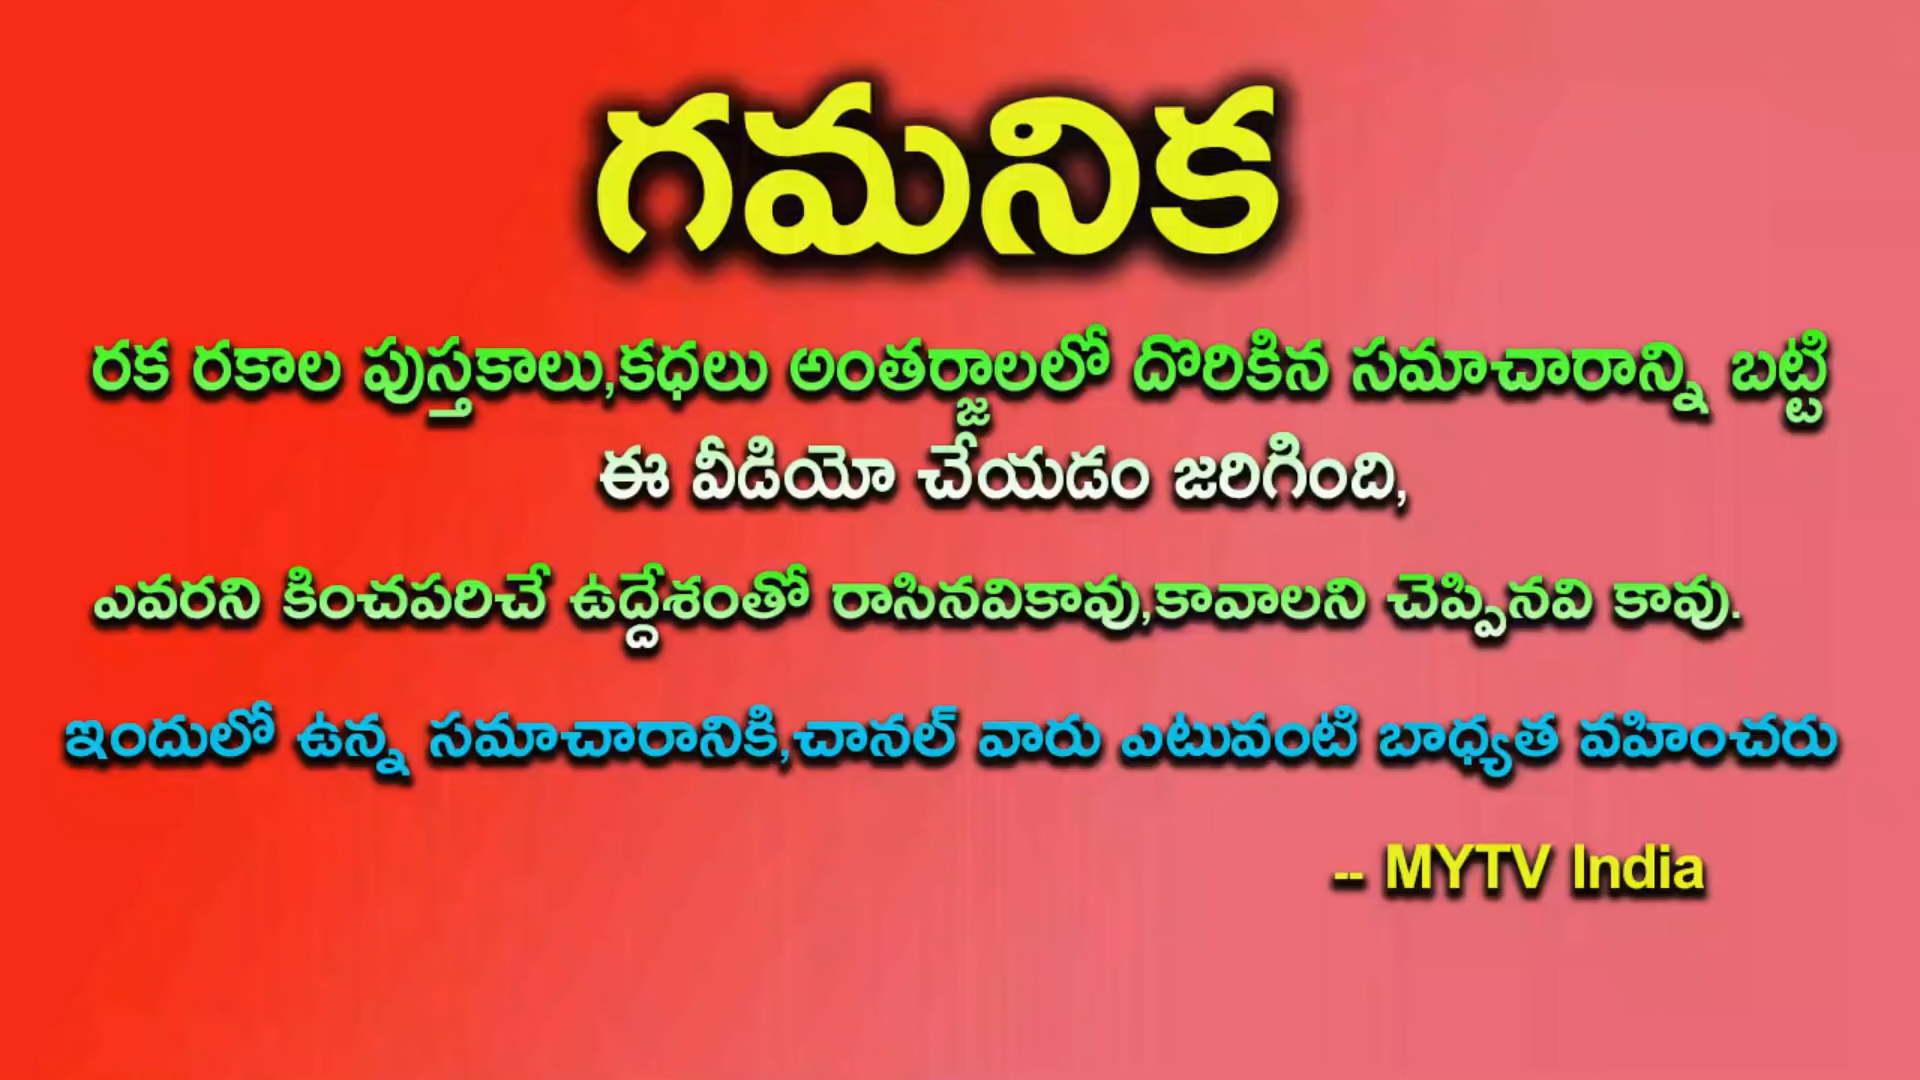 గమనిక
రక రకాల పుస్తకాలు,కధలు అంతర్జాలలో దొరికిన సమాచారాన్ని బట్టి
ఈ వీడియో చేయడం జరిగింది,
ఎవరని కించపరిచే ఉద్దేశంతో రాసినవికావు,కావాలని చెప్పినవి కావు.
ఇందులో ఉన్న సమాచారానికి,చానల్ వారు ఎటువంటి బాధ్యత వహించరు
-- MYTV India